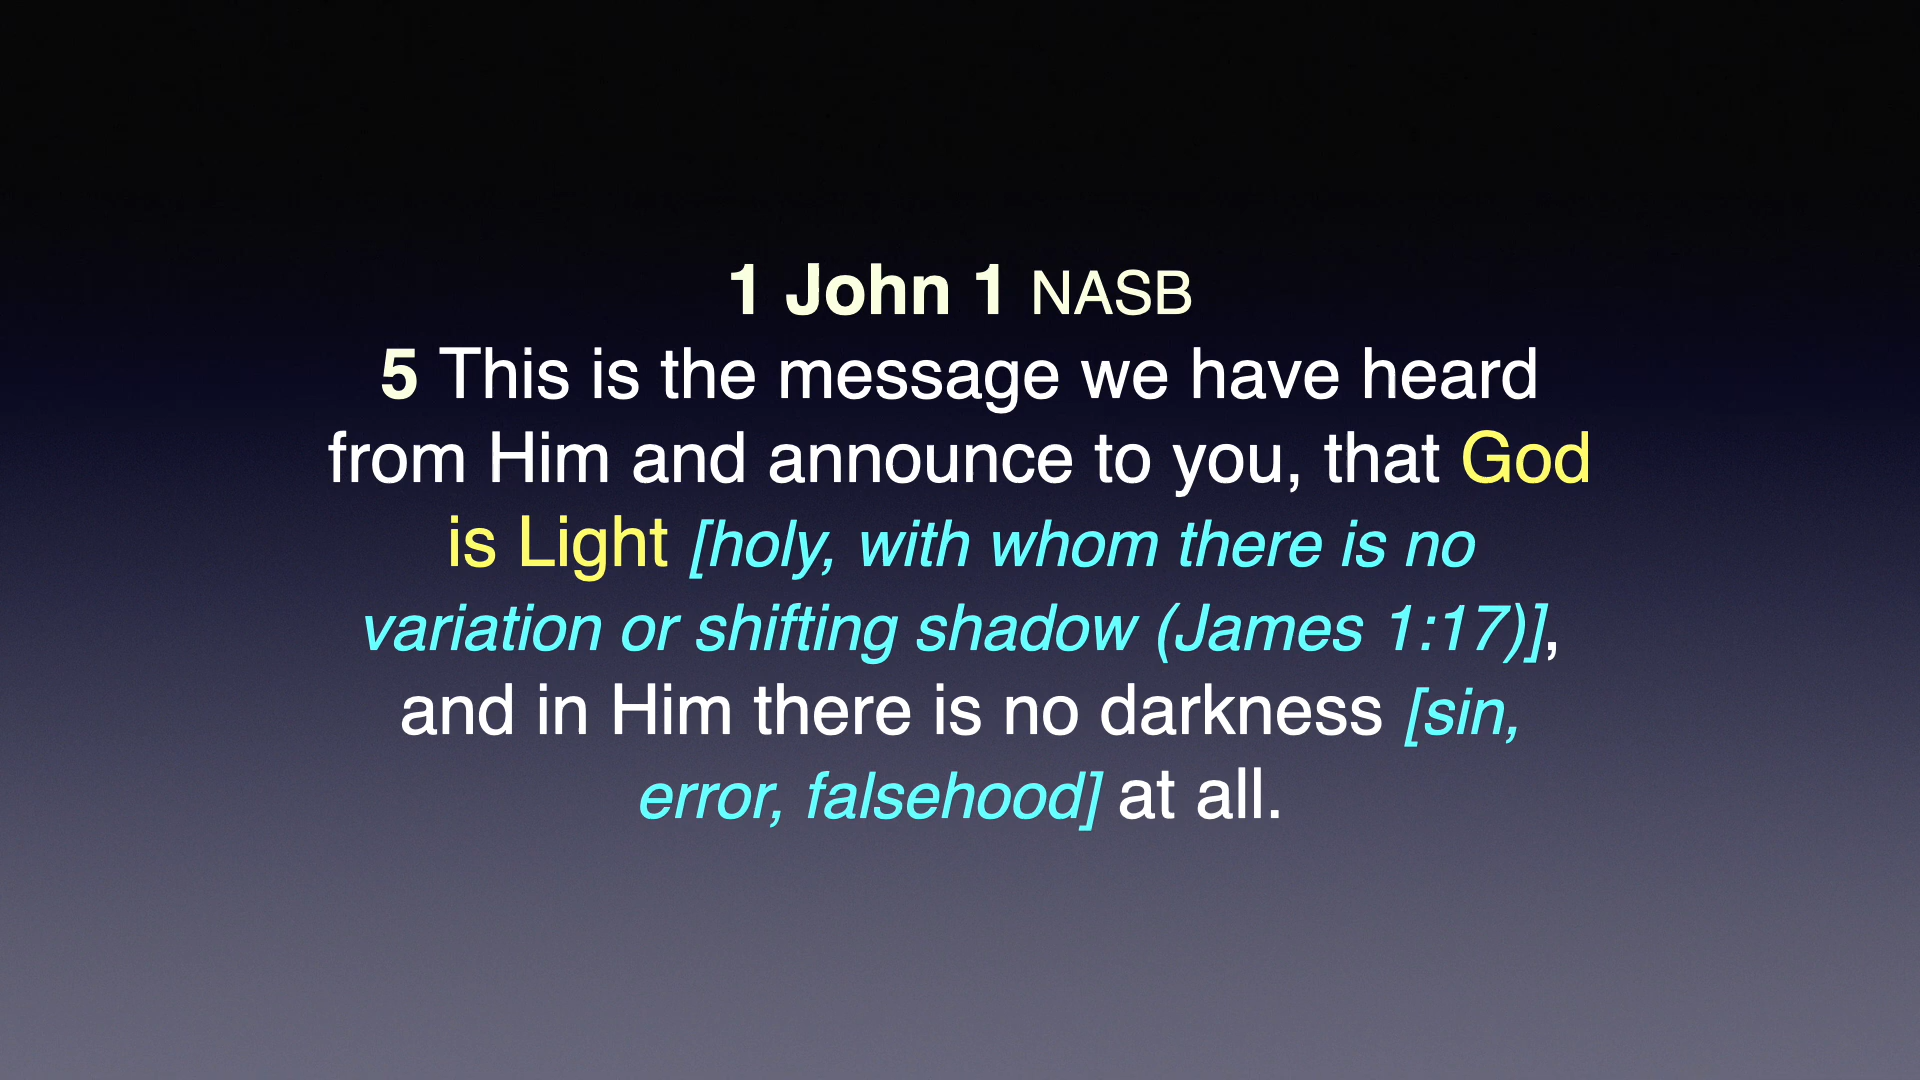 1 John 1 NASB
5 This is the message we have heard
from Him and announce to you, that God
is Light [holy, with whom there is no
variation or shifting shadow (James 1:17)],
and in Him there is no darkness [sin,
error, falsehood] at all.